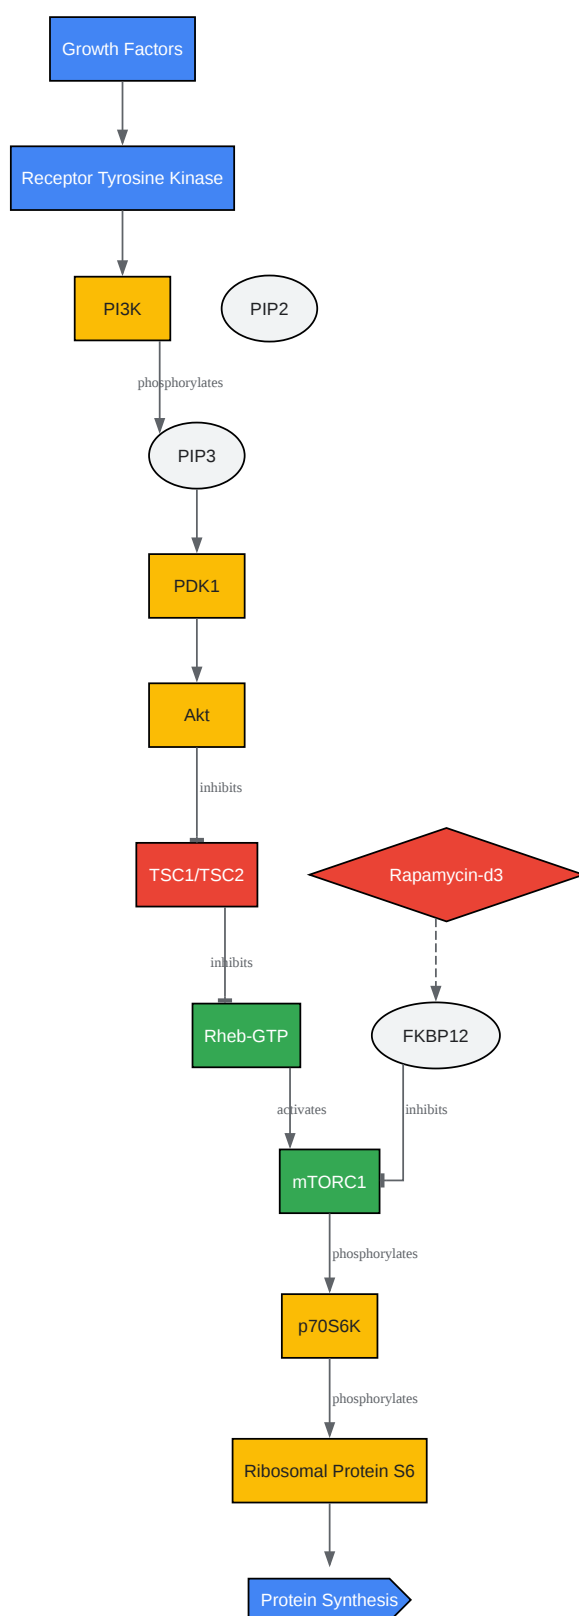 Growth Factors
Receptor Tyrosine Kinase
PI3K
PIP2
phosphorylates
PIP3
PDK1
Akt
inhibits
TSC1/TSC2
Rapamycin-d3
inhibits
Rheb-GTP
FKBP12
activates
inhibits
mTORC1
phosphorylates
p70S6K
phosphorylates
Ribosomal Protein S6
Protein Synthesis